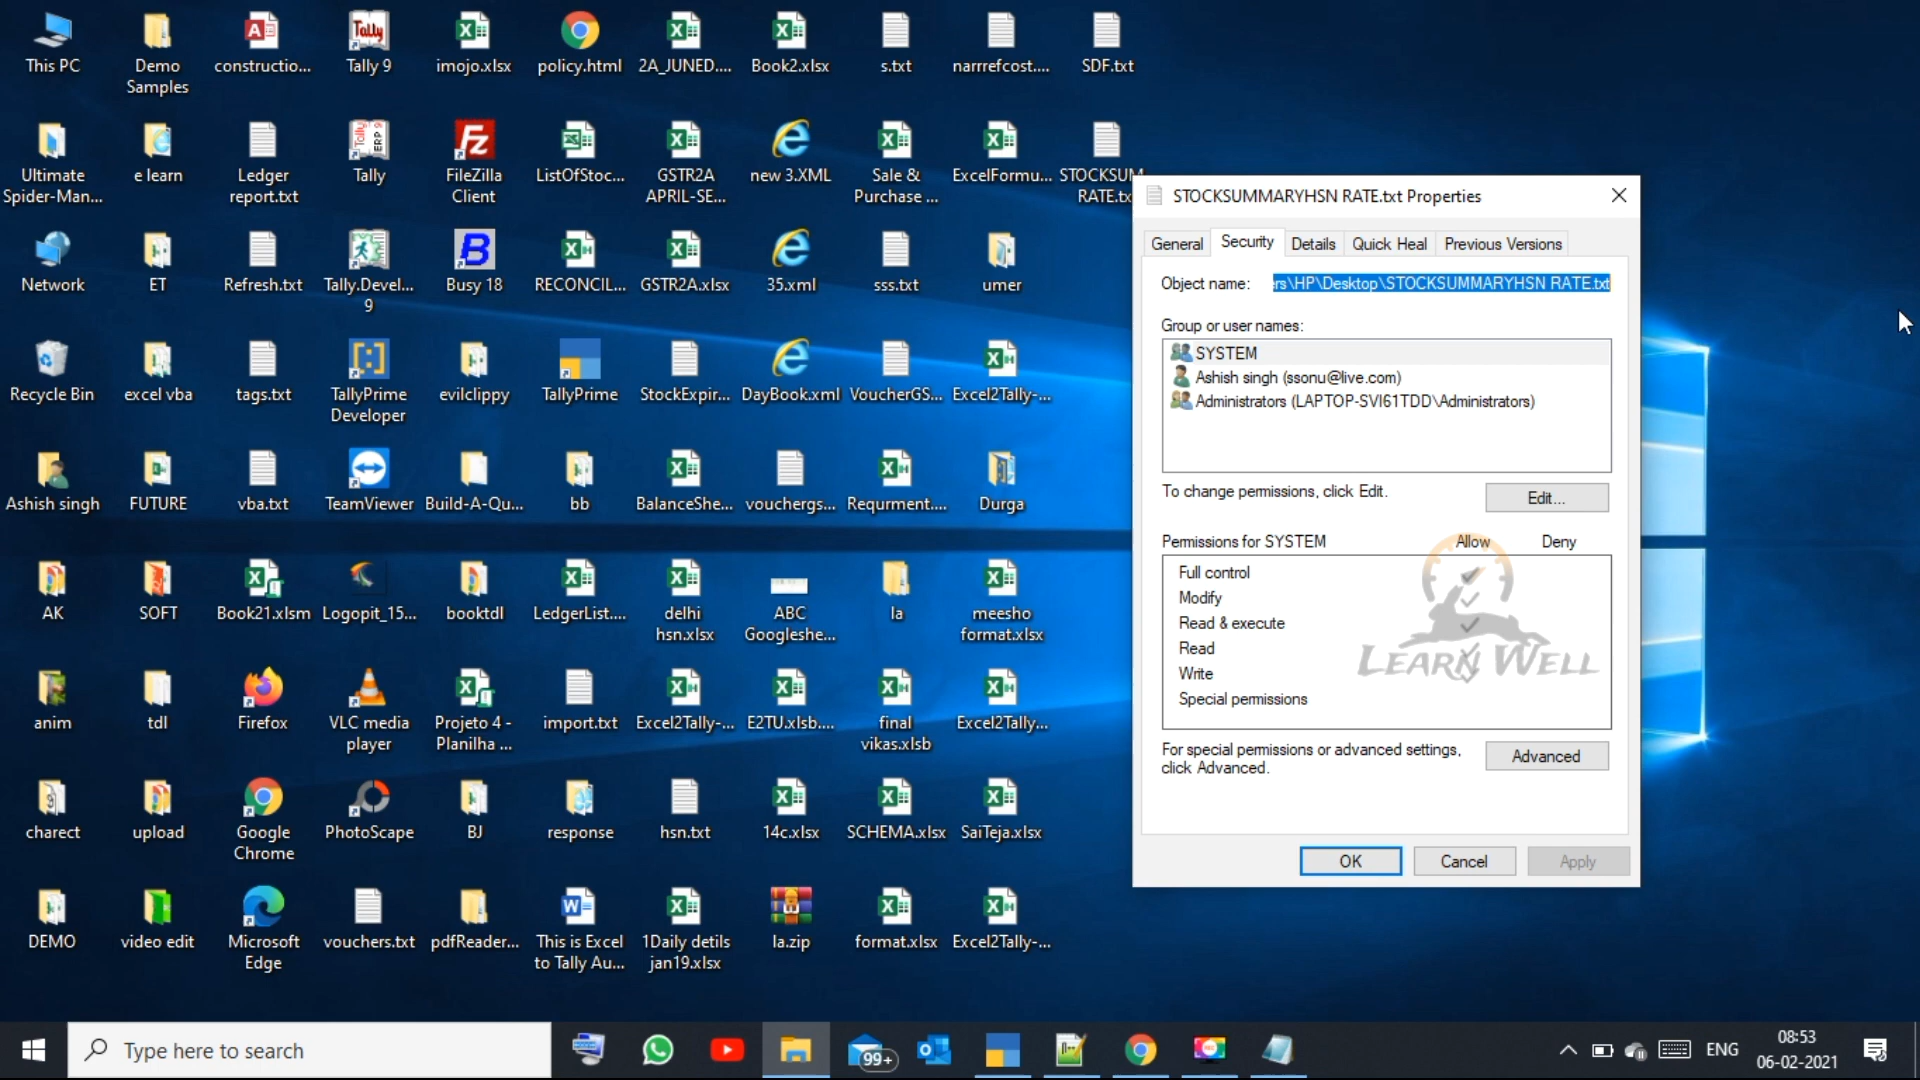 This PC
Demo
Samples
constructio...
Tally 9
imojo.xlsx
policy.html
2A_JUNED....
Book2.xlsx
s.txt
narrrefcost....
SDF.txt
Ultimate
Spider-Man...
e learn
Ledger
report.txt
Tally
FileZilla
Client
ListOfStoc...
GSTR2A
APRIL-SE...
new 3.XML
Sale &
Purchase ...
ExcelFormu...
STOCKSUM
RATE.tx
Network
ET
Refresh.txt
Tally.Devel...
9
Busy 18
RECONCIL...
GSTR2A.xlsx
35.xml
sss.txt
umer
Recycle Bin
excel vba
tags.txt
TallyPrime
Developer
evilclippy
TallyPrime
StockExpir...
DayBook.xml
VoucherGS...
Excel2Tally-...
Ashish singh
FUTURE
vba.txt
TeamViewer
Build-A-Qu...
bb
BalanceShe...
vouchergs...
Requrment....
Durga
AK
SOFT
Book21.xlsm
Logopit_15...
booktdl
LedgerList....
delhi
hsn.xlsx
ABC
Googleshe...
la
meesho
format.xlsx
anim
tdl
Firefox
VLC media
player
Projeto 4 -
Planilha ...
import.txt
Excel2Tally-...
E2TU.xlsb....
final
vikas.xlsb
Excel2Tally...
charect
upload
Google
Chrome
PhotoScape
BJ
response
hsn.txt
14c.xlsx
SCHEMA.xlsx
SaiTeja.xlsx
DEMO
video edit
Microsoft
Edge
vouchers.txt
pdfReader...
This is Excel
to Tally Au...
1Daily detils
jan19.xlsx
la.zip
format.xlsx
Excel2Tally-...
STOCKSUMMARYHSN RATE.txt Properties
General
Security
Details
Quick Heal
Previous Versions
Object name: ers\HP\Desktop\STOCKSUMMARYHSN RATE.txt
Group or user names:
SYSTEM
Ashish singh (ssonu@live.com)
Administrators (LAPTOP-SVI61TDD\Administrators)
To change permissions, click Edit.
Edit...
Permissions for SYSTEM
Allow
Deny
Full control
Modify
Read & execute
Read
Write
Special permissions
LEARN WELL
For special permissions or advanced settings,
click Advanced.
Advanced
OK
Cancel
Apply
Type here to search
99+
ENG
08:53
06-02-2021